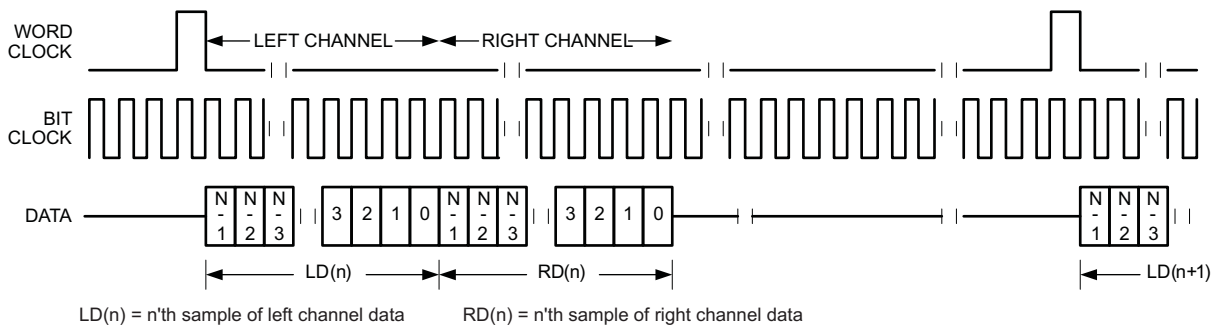 WORD
CLOCK
LEFT CHANNEL
RIGHT CHANNEL
BIT
CLOCK
DATA
N-1
N-2
N-3
3
2
1
0
N-1
N-2
N-3
3
2
1
0
N-1
N-2
N-3
LD(n)
RD(n)
LD(n+1)
LD(n) = n'th sample of left channel data
RD(n) = n'th sample of right channel data